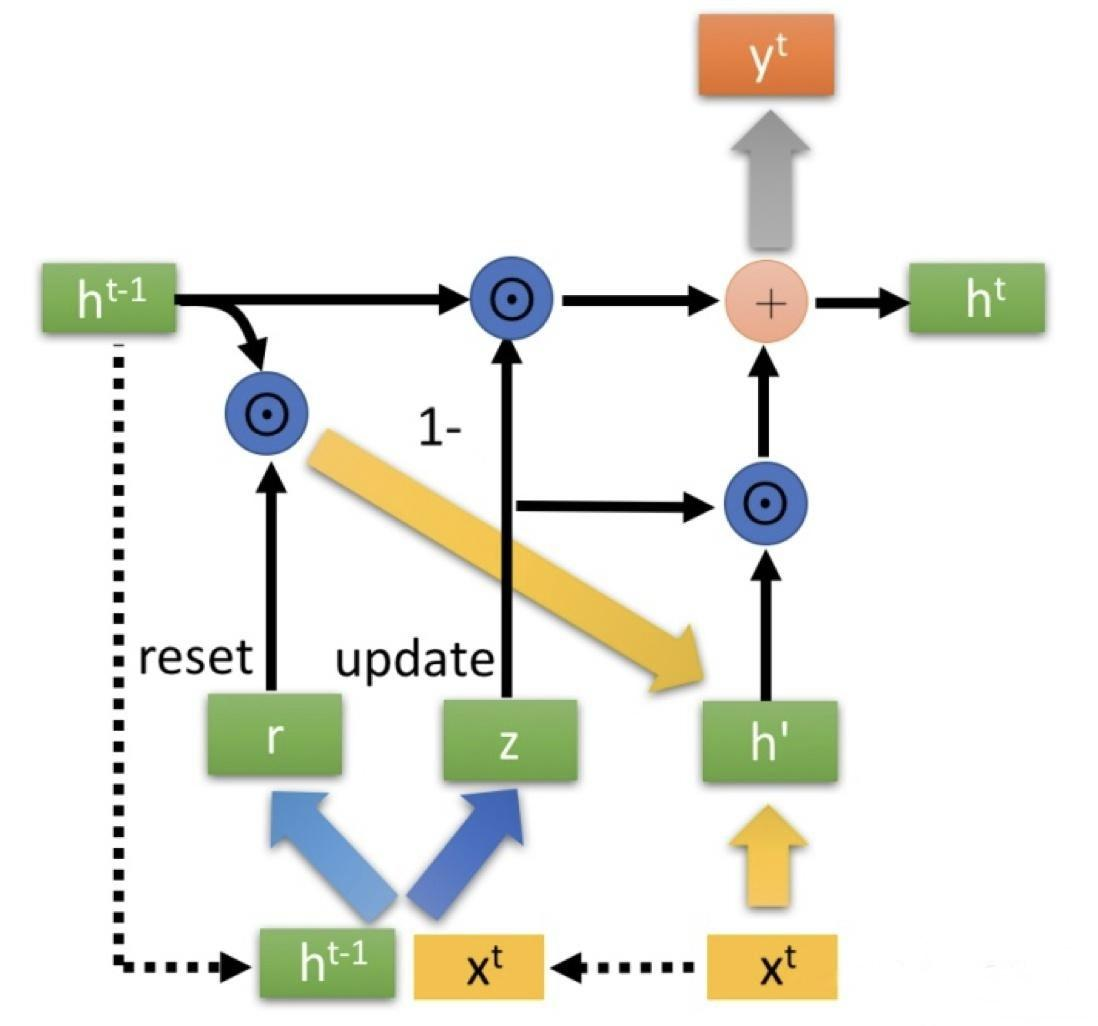 yᵗ
hᵗ⁻¹
+
hᵗ
1-
reset
update
r
z
h'
hᵗ⁻¹
xᵗ
xᵗ